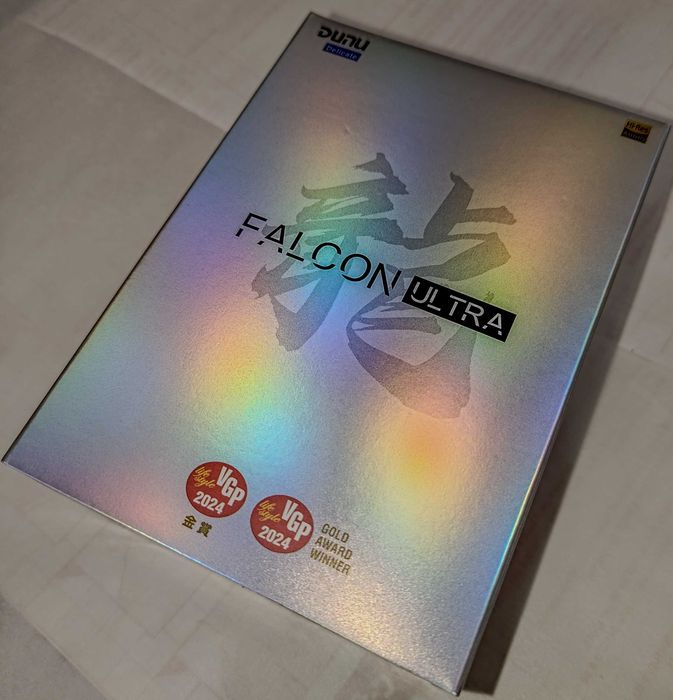 DUNU
Delicate
Hi-Res
AUDIO
龍
FALCON ULTRA
life style VGP
2024
金賞
life style VGP
2024
GOLD
AWARD
WINNER